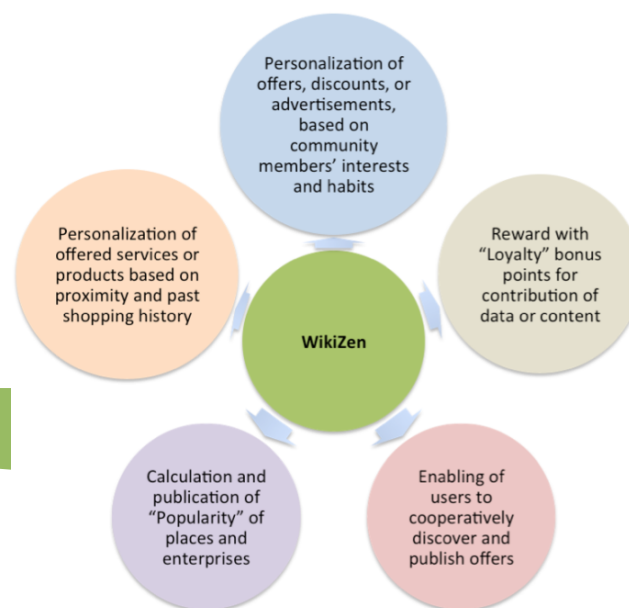 Personalization of
offers, discounts, or
advertisements,
based on
community
members' interests
and habits
Personalization of
offered services or
products based on
proximity and past
shopping history
Reward with
“Loyalty” bonus
points for
contribution of
data or content
WikiZen
Calculation and
publication of
“Popularity” of
places and
enterprises
Enabling of
users to
cooperatively
discover and
publish offers